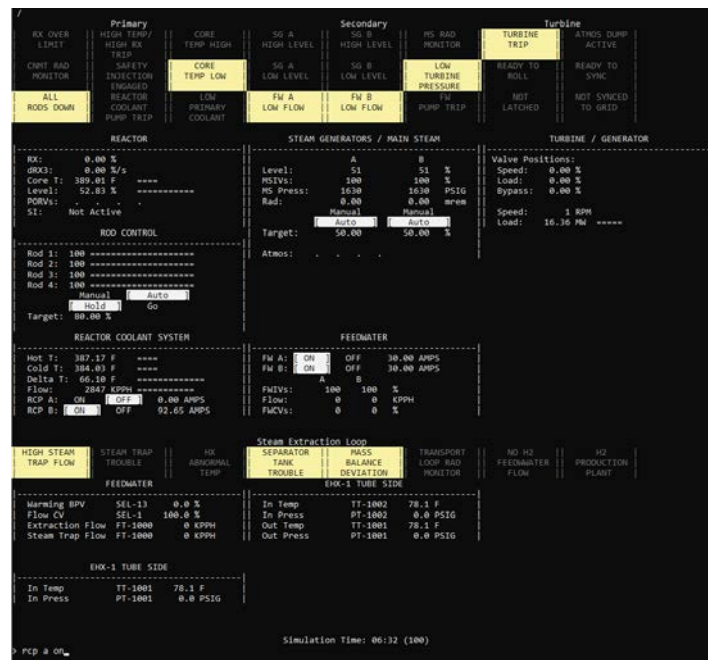 /
Primary Secondary Turbine
RX OVER LIMIT || HIGH TEMP/ HIGH RX TRIP || CORE TEMP HIGH || SG A HIGH LEVEL || SG B HIGH LEVEL || MS RAD MONITOR || TURBINE TRIP || ATMOS DUMP ACTIVE
CNMT RAD MONITOR || SAFETY INJECTION ENGAGED || CORE TEMP LOW || SG A LOW LEVEL || SG B LOW LEVEL || LOW TURBINE PRESSURE || READY TO ROLL || READY TO SYNC
ALL RODS DOWN || REACTOR COOLANT PUMP TRIP || LOW PRIMARY COOLANT || FW A LOW FLOW || FW B LOW FLOW || FW PUMP TRIP || NOT LATCHED || NOT SYNCED TO GRID
REACTOR
RX: 0.00 %
dRX3: 0.00 %/s
Core T: 389.01 F ====
Level: 52.83 % ===========
PORVs: . . . .
SI: Not Active
ROD CONTROL
Rod 1: 100 =====================
Rod 2: 100 =====================
Rod 3: 100 =====================
Rod 4: 100 =====================
Manual [ Auto ]
[ Hold ] Go
Target: 80.00 %
REACTOR COOLANT SYSTEM
Hot T: 387.17 F ====
Cold T: 384.03 F ====
Delta T: 66.10 F =============
Flow: 2847 KPPH ===========
RCP A: ON [ OFF ] 0.00 AMPS
RCP B: [ ON ] OFF 92.65 AMPS
STEAM GENERATORS / MAIN STEAM
A B
Level: 51 51 %
MSIVs: 100 100 %
MS Press: 1630 1630 PSIG
Rad: 0.00 0.00 mrem
Manual Manual
[ Auto ] [ Auto ]
Target: 50.00 50.00 %
Atmos: . . . .
FEEDWATER
FW A: [ ON ] OFF 30.00 AMPS
FW B: [ ON ] OFF 30.00 AMPS
A B
FWIVs: 100 100 %
Flow: 0 0 KPPH
FWCVs: 0 0 %
TURBINE / GENERATOR
Valve Positions:
Speed: 0.00 %
Load: 0.00 %
Bypass: 0.00 %
Speed: 1 RPM
Load: 16.36 MW =====
Steam Extraction Loop
HIGH STEAM TRAP FLOW || STEAM TRAP TROUBLE || HX ABNORMAL TEMP || SEPARATOR TANK TROUBLE || MASS BALANCE DEVIATION || TRANSPORT LOOP RAD MONITOR || NO H2 FEEDWATER FLOW || H2 PRODUCTION PLANT
FEEDWATER
Warming BPV SEL-13 0.0 %
Flow CV SEL-1 100.0 %
Extraction Flow FT-1000 0 KPPH
Steam Trap Flow FT-1000 0 KPPH
EHX-1 TUBE SIDE
In Temp TT-1002 78.1 F
In Press PT-1002 0.0 PSIG
Out Temp TT-1001 78.1 F
Out Press PT-1001 0.0 PSIG
EHX-1 TUBE SIDE
In Temp TT-1001 78.1 F
In Press PT-1001 0.0 PSIG
Simulation Time: 06:32 (100)
> rcp a on_